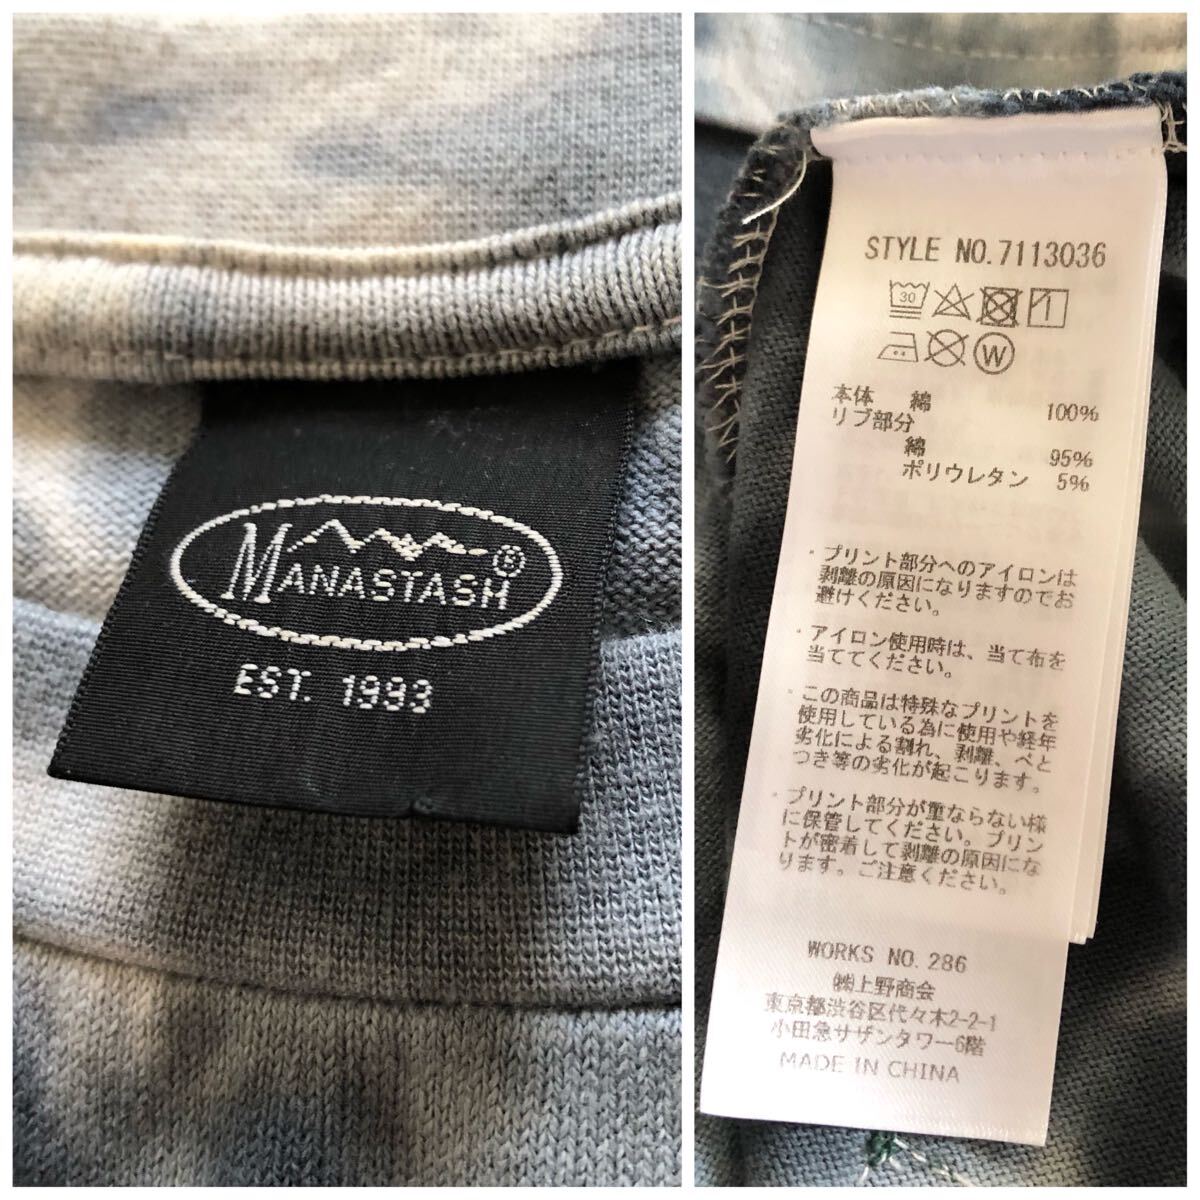 MANASTASH®
EST. 1993
STYLE NO.7113036
30
W
本体 綿 100%
リブ部分
綿 95%
ポリウレタン 5%
・プリント部分へのアイロンは
剥離の原因になりますのでお
避けください。
・アイロン使用時は、当て布を
当ててください。
・この商品は特殊なプリントを
使用している為に使用や経年
劣化による割れ、剥離、べと
つき等の劣化が起こります。
・プリント部分が重ならない様
に保管してください。プリン
トが密着して剥離の原因にな
ります。ご注意ください。
WORKS NO.286
㈱上野商会
東京都渋谷区代々木2-2-1
小田急サザンタワー6階
MADE IN CHINA